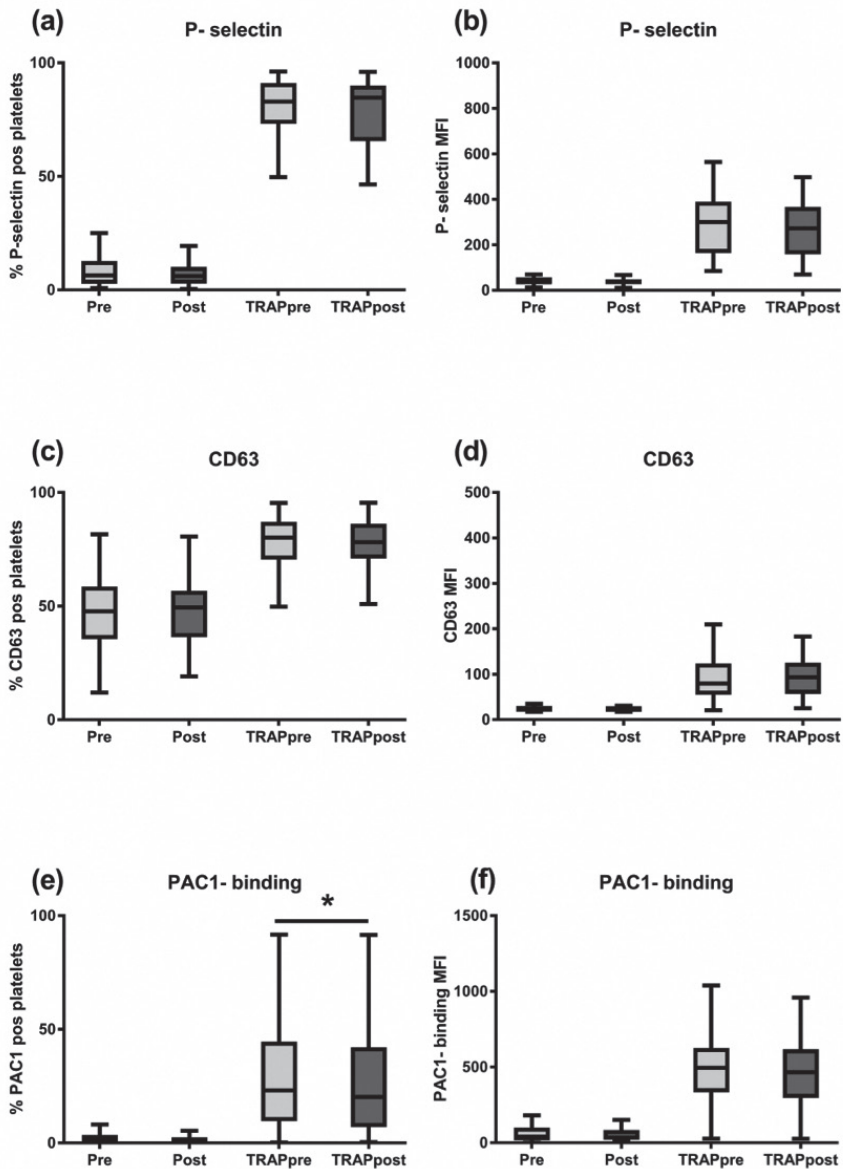 (a)
P- selectin
% P-selectin pos platelets
100
50
0
Pre Post TRAPpre TRAPpost
(b)
P- selectin
P- selectin MFI
1000
800
600
400
200
0
Pre Post TRAPpre TRAPpost
(c)
CD63
% CD63 pos platelets
100
50
0
Pre Post TRAPpre TRAPpost
(d)
CD63
CD63 MFI
500
400
300
200
100
0
Pre Post TRAPpre TRAPpost
(e)
PAC1- binding
% PAC1 pos platelets
100
50
0
*
Pre Post TRAPpre TRAPpost
(f)
PAC1- binding
PAC1- binding MFI
1500
1000
500
0
Pre Post TRAPpre TRAPpost